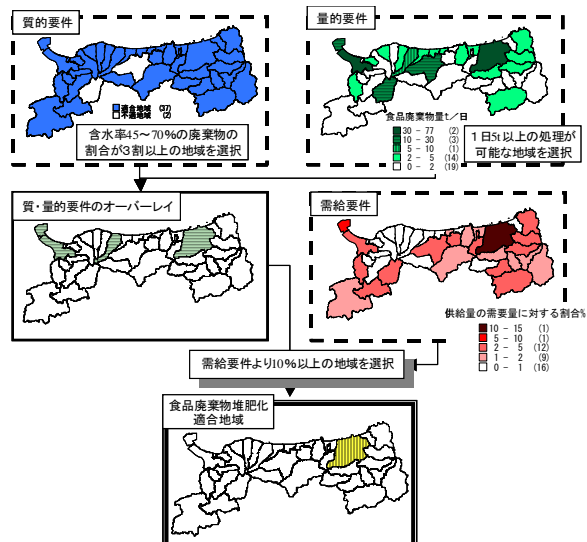 質的要件
適合地域 (37)
不適地域 (2)
含水率45～70%の廃棄物の
割合が3割以上の地域を選択
量的要件
食品廃棄物量t／日
30 - 77 (2)
10 - 30 (3)
5 - 10 (1)
2 - 5 (14)
0 - 2 (19)
1日5t以上の処理が
可能な地域を選択
質・量的要件のオーバーレイ
需給要件
供給量の需要量に対する割合%
10 - 15 (1)
5 - 10 (1)
2 - 5 (12)
1 - 2 (9)
0 - 1 (16)
需給要件より10%以上の地域を選択
食品廃棄物堆肥化
適合地域